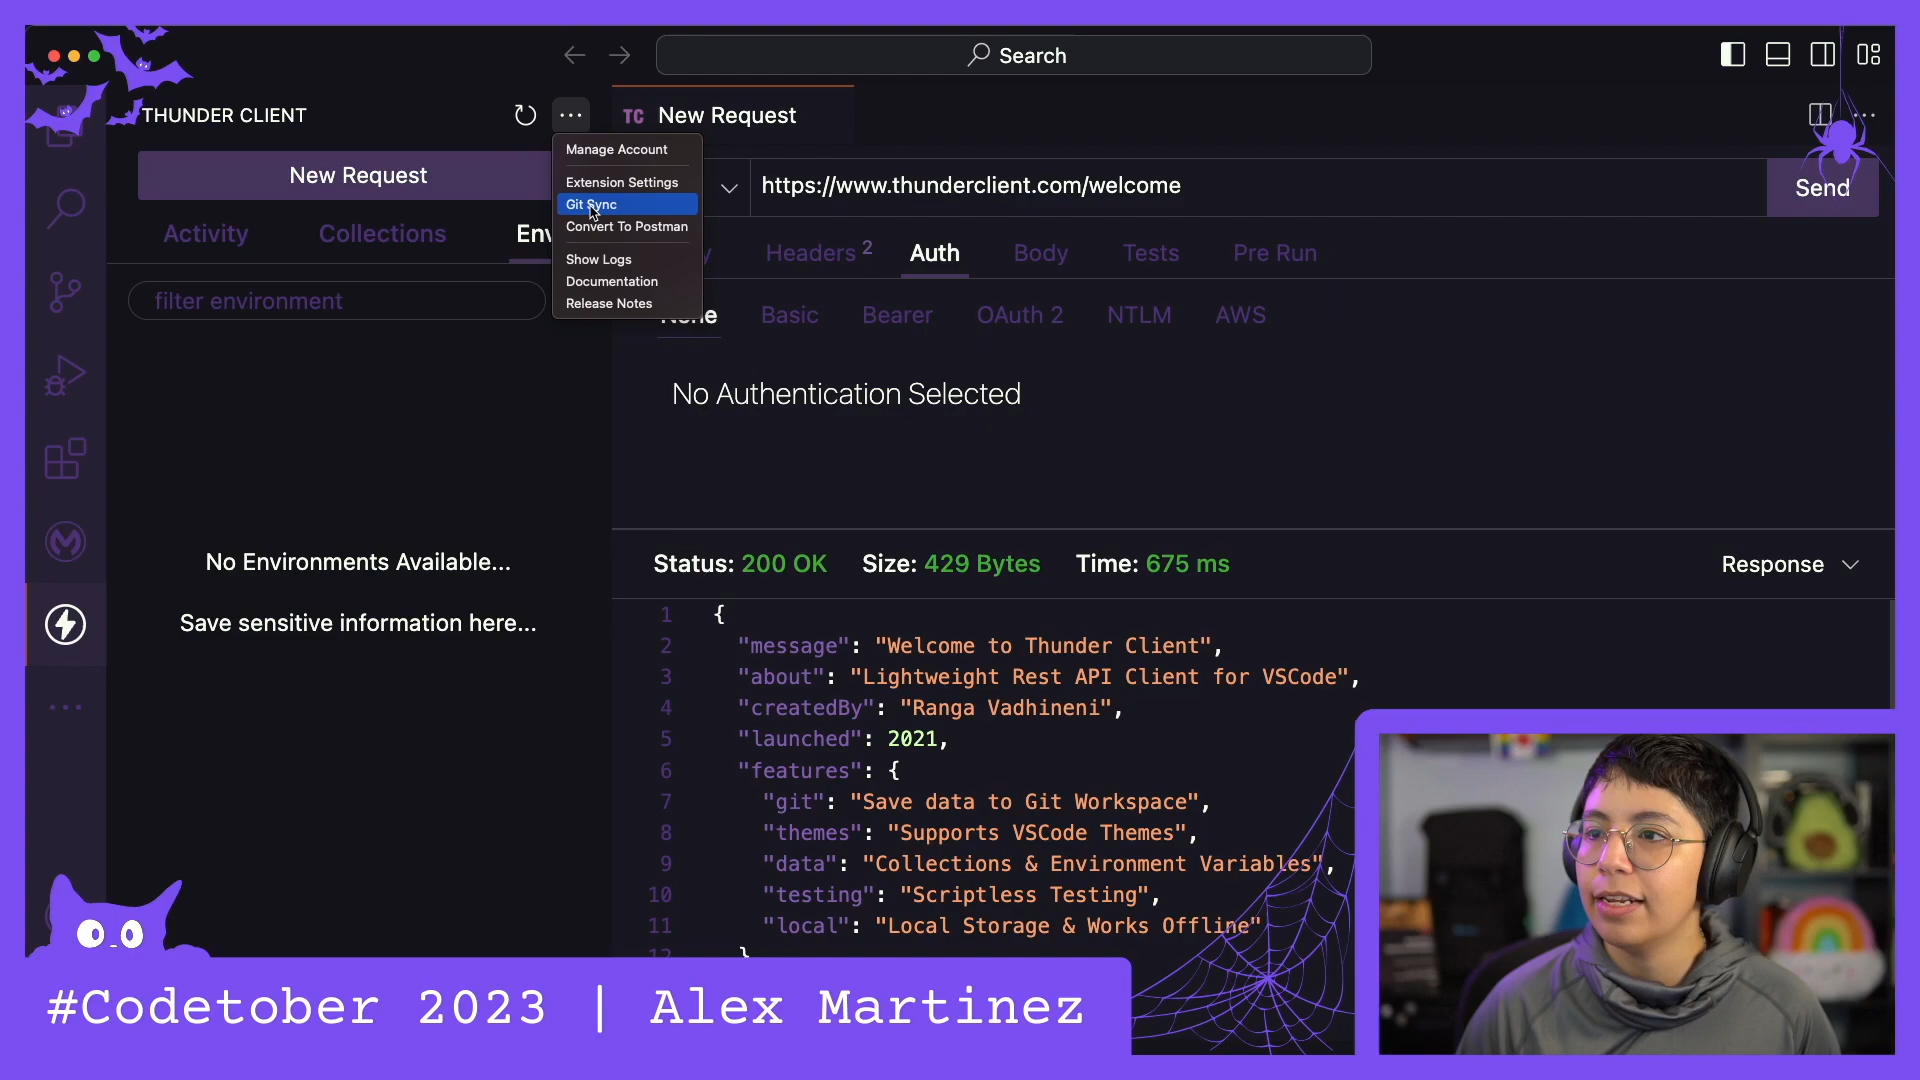 Search
THUNDER CLIENT
TC New Request
New Request
Manage Account
Extension Settings
Git Sync
Convert To Postman
Show Logs
Documentation
Release Notes
https://www.thunderclient.com/welcome
Send
Activity Collections Env
Headers 2 Auth Body Tests Pre Run
filter environment
None Basic Bearer OAuth 2 NTLM AWS
No Authentication Selected
No Environments Available...
Save sensitive information here...
Status: 200 OK Size: 429 Bytes Time: 675 ms Response
1 {
2 "message": "Welcome to Thunder Client",
3 "about": "Lightweight Rest API Client for VSCode",
4 "createdBy": "Ranga Vadhineni",
5 "launched": 2021,
6 "features": {
7 "git": "Save data to Git Workspace",
8 "themes": "Supports VSCode Themes",
9 "data": "Collections & Environment Variables",
10 "testing": "Scriptless Testing",
11 "local": "Local Storage & Works Offline"
12 }
#Codetober 2023 | Alex Martinez